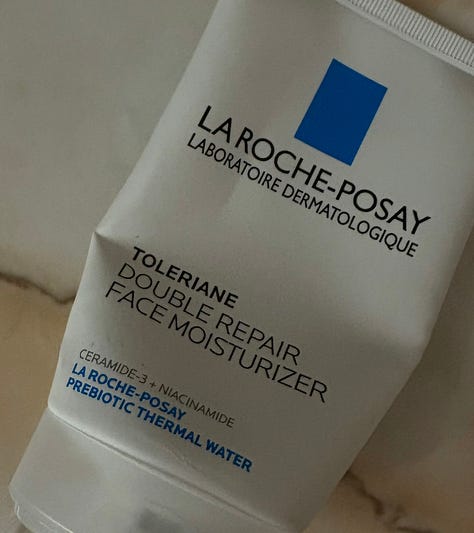 LA ROCHE-POSAY
LABORATOIRE DERMATOLOGIQUE
TOLERIANE
DOUBLE REPAIR
FACE MOISTURIZER
CERAMIDE-3 + NIACINAMIDE
LA ROCHE-POSAY
PREBIOTIC THERMAL WATER